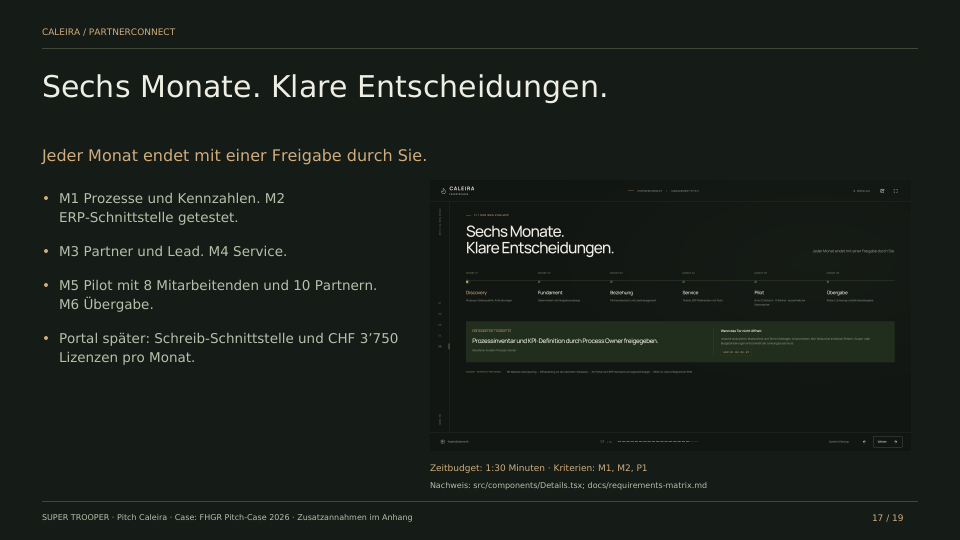 CALEIRA / PARTNERCONNECT
Sechs Monate. Klare Entscheidungen.
Jeder Monat endet mit einer Freigabe durch Sie.
• M1 Prozesse und Kennzahlen. M2
ERP-Schnittstelle getestet.
• M3 Partner und Lead. M4 Service.
• M5 Pilot mit 8 Mitarbeitenden und 10 Partnern.
M6 Übergabe.
• Portal später: Schreib-Schnittstelle und CHF 3’750
Lizenzen pro Monat.
CALEIRA
Sechs Monate.
Klare Entscheidungen.
Jeder Monat endet mit einer Freigabe durch Sie.
Discovery
Fundament
Beziehung
Service
Pilot
Übergabe
Prozessinventar und KPI-Definition durch Process Owner freigegeben.
Zeitbudget: 1:30 Minuten · Kriterien: M1, M2, P1
Nachweis: src/components/Details.tsx; docs/requirements-matrix.md
SUPER TROOPER · Pitch Caleira · Case: FHGR Pitch-Case 2026 · Zusatzannahmen im Anhang
17 / 19